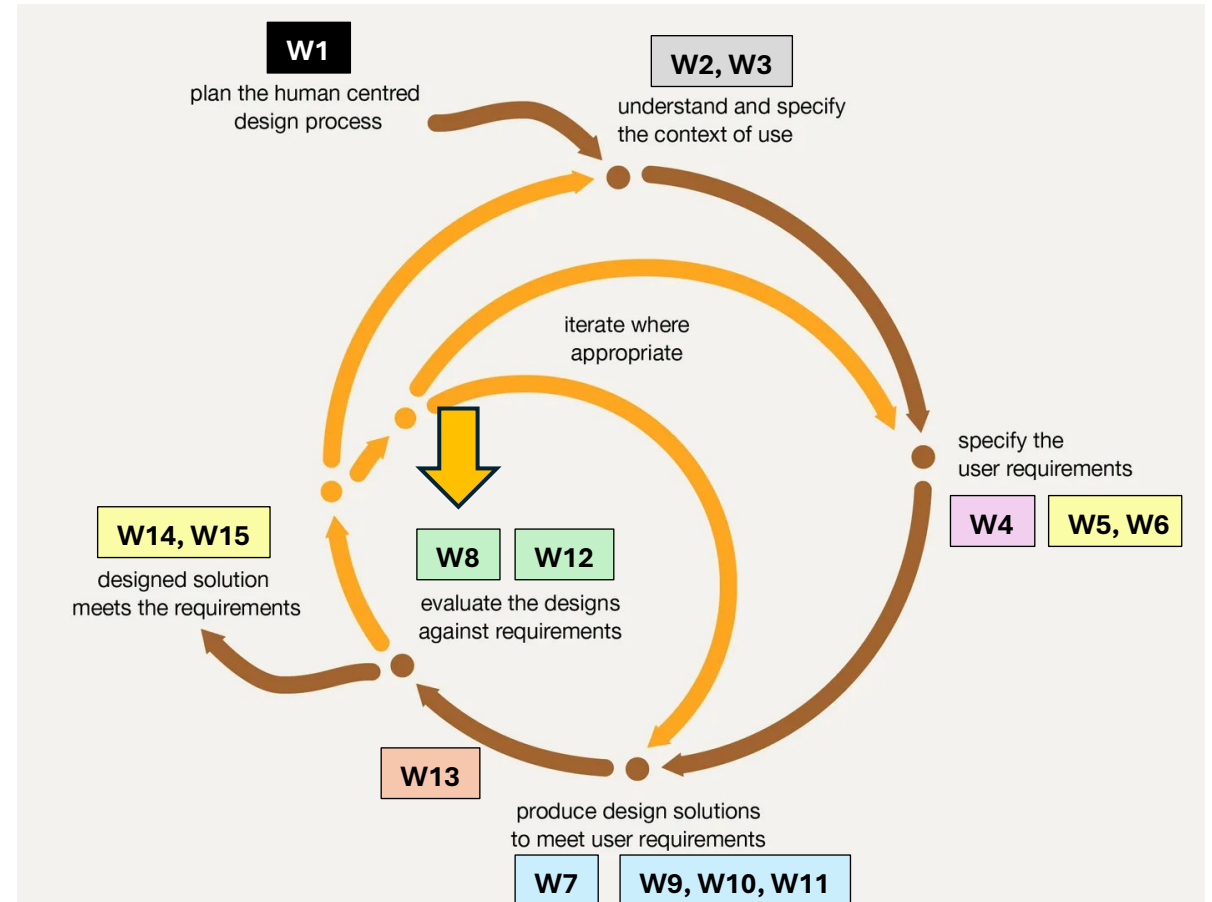 W1
plan the human centred
design process
W2, W3
understand and specify
the context of use
iterate where
appropriate
specify the
user requirements
W4
W5, W6
W14, W15
designed solution
meets the requirements
W8
W12
evaluate the designs
against requirements
W13
produce design solutions
to meet user requirements
W7
W9, W10, W11